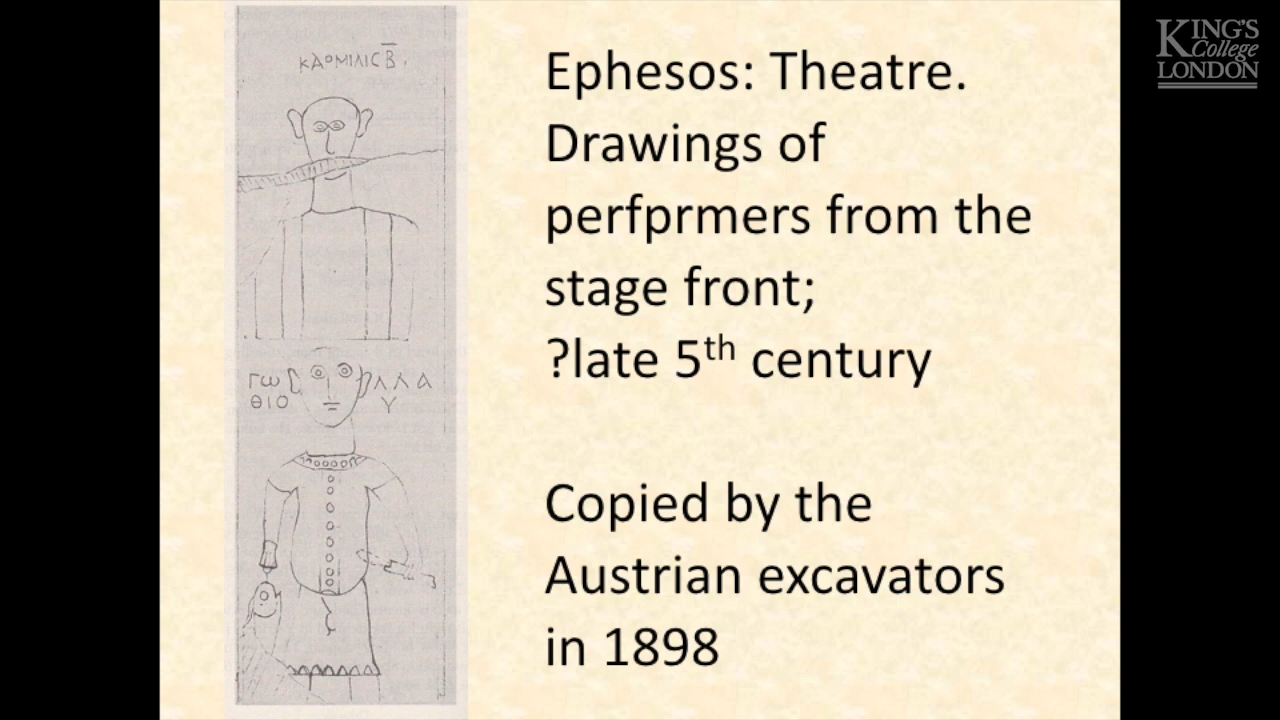 ΚΑΟΜΙΛΙϹ Β̅
ΓΩ ΛΛΑ
ΘΙΟ Υ
Ephesos: Theatre.
Drawings of
perfprmers from the
stage front;
?late 5th century
Copied by the
Austrian excavators
in 1898
KING'S
College
LONDON